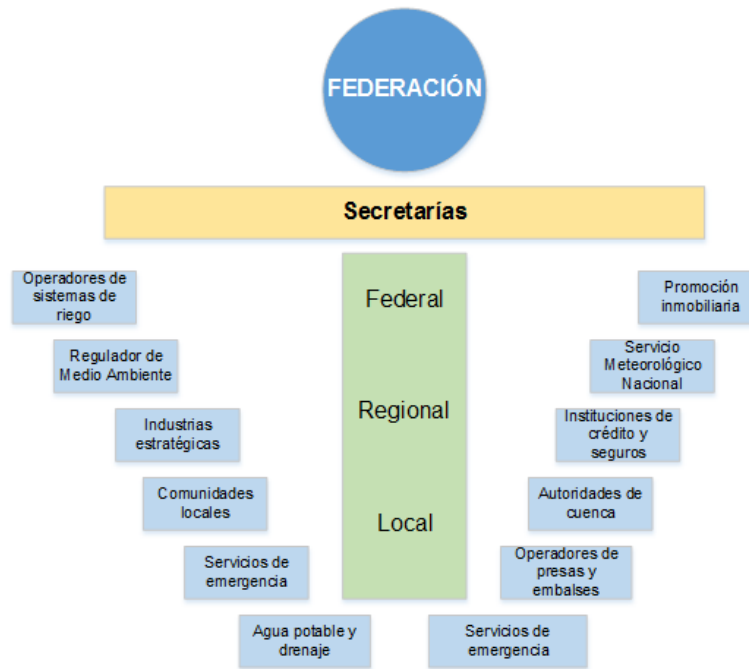 FEDERACIÓN
Secretarías
Federal
Regional
Local
Operadores de
sistemas de
riego
Regulador de
Medio Ambiente
Industrias
estratégicas
Comunidades
locales
Servicios de
emergencia
Agua potable y
drenaje
Promoción
inmobiliaria
Servicio
Meteorológico
Nacional
Instituciones de
crédito y
seguros
Autoridades de
cuenca
Operadores de
presas y
embalses
Servicios de
emergencia